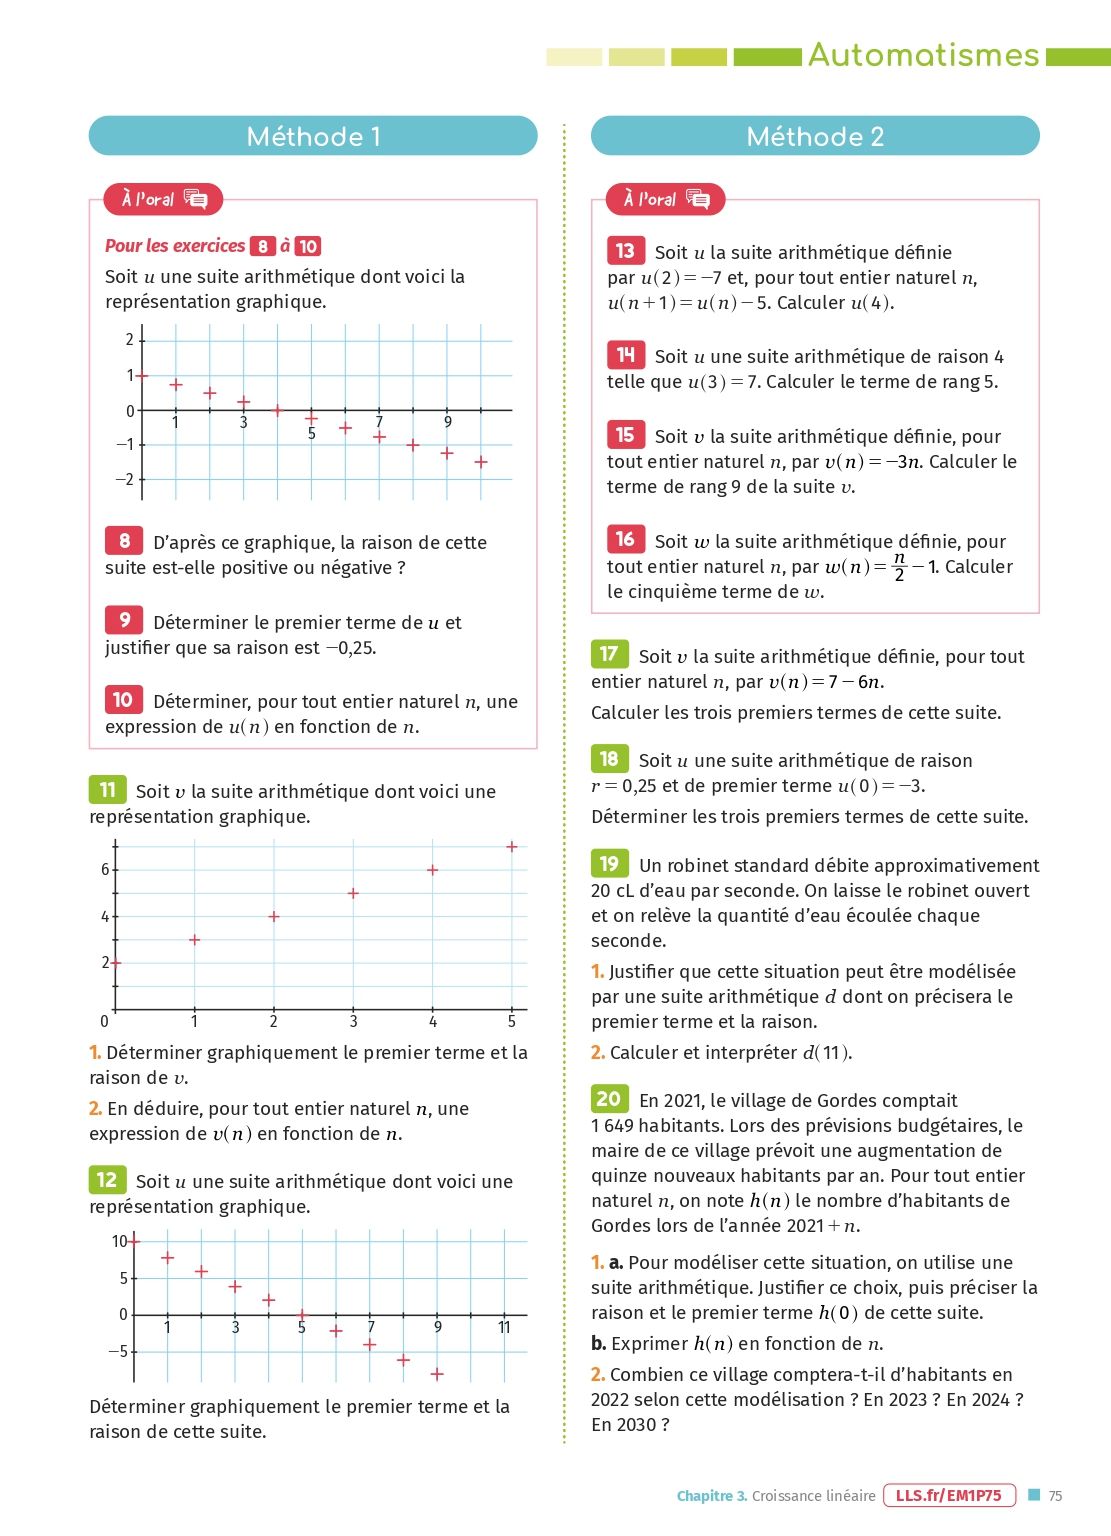 Automatismes
Méthode 1
À l'oral
Pour les exercices 8 à 10
Soit u une suite arithmétique dont voici la
représentation graphique.
2
1
0
1
3
5
7
9
−1
−2
8 D'après ce graphique, la raison de cette
suite est-elle positive ou négative ?
9 Déterminer le premier terme de u et
justifier que sa raison est −0,25.
10 Déterminer, pour tout entier naturel n, une
expression de u(n) en fonction de n.
11 Soit v la suite arithmétique dont voici une
représentation graphique.
6
4
2
0 1 2 3 4 5
1. Déterminer graphiquement le premier terme et la
raison de v.
2. En déduire, pour tout entier naturel n, une
expression de v(n) en fonction de n.
12 Soit u une suite arithmétique dont voici une
représentation graphique.
10
5
0
1 3 5 7 9 11
−5
Déterminer graphiquement le premier terme et la
raison de cette suite.
Méthode 2
À l'oral
13 Soit u la suite arithmétique définie
par u(2) = −7 et, pour tout entier naturel n,
u(n + 1) = u(n) − 5. Calculer u(4).
14 Soit u une suite arithmétique de raison 4
telle que u(3) = 7. Calculer le terme de rang 5.
15 Soit v la suite arithmétique définie, pour
tout entier naturel n, par v(n) = −3n. Calculer le
terme de rang 9 de la suite v.
16 Soit w la suite arithmétique définie, pour
tout entier naturel n, par w(n) = n/2 − 1. Calculer
le cinquième terme de w.
17 Soit v la suite arithmétique définie, pour tout
entier naturel n, par v(n) = 7 − 6n.
Calculer les trois premiers termes de cette suite.
18 Soit u une suite arithmétique de raison
r = 0,25 et de premier terme u(0) = −3.
Déterminer les trois premiers termes de cette suite.
19 Un robinet standard débite approximativement
20 cL d'eau par seconde. On laisse le robinet ouvert
et on relève la quantité d'eau écoulée chaque
seconde.
1. Justifier que cette situation peut être modélisée
par une suite arithmétique d dont on précisera le
premier terme et la raison.
2. Calculer et interpréter d(11).
20 En 2021, le village de Gordes comptait
1 649 habitants. Lors des prévisions budgétaires, le
maire de ce village prévoit une augmentation de
quinze nouveaux habitants par an. Pour tout entier
naturel n, on note h(n) le nombre d'habitants de
Gordes lors de l'année 2021 + n.
1. a. Pour modéliser cette situation, on utilise une
suite arithmétique. Justifier ce choix, puis préciser la
raison et le premier terme h(0) de cette suite.
b. Exprimer h(n) en fonction de n.
2. Combien ce village comptera-t-il d'habitants en
2022 selon cette modélisation ? En 2023 ? En 2024 ?
En 2030 ?
Chapitre 3. Croissance linéaire LLS.fr/EM1P75 75